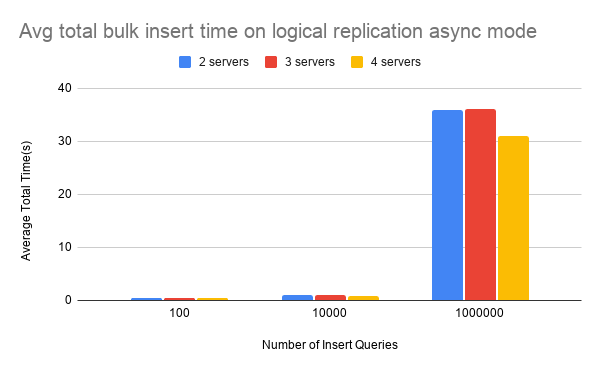 Avg total bulk insert time on logical replication async mode
2 servers 3 servers 4 servers
40
30
20
10
0
Average Total Time(s)
100 10000 1000000
Number of Insert Queries